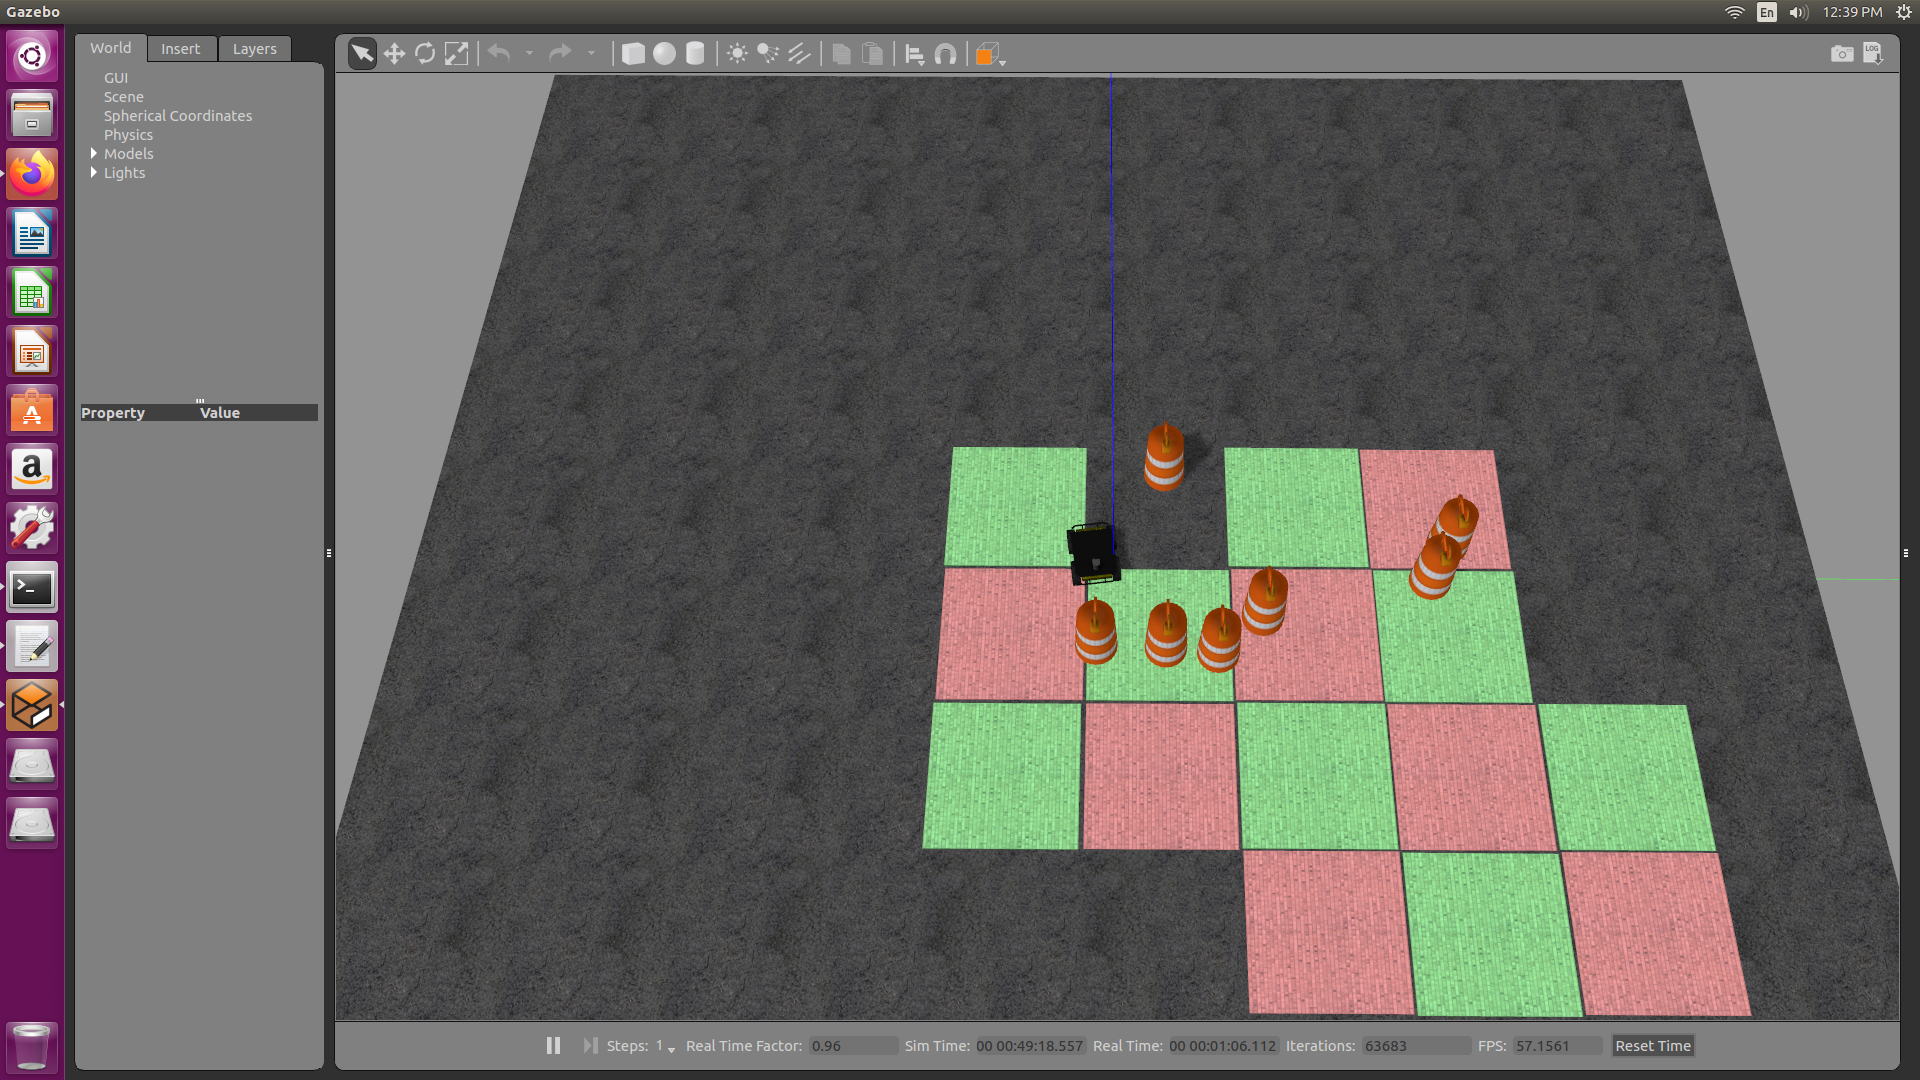 Gazebo
En
12:39 PM
World Insert Layers
LOG
GUI
Scene
Spherical Coordinates
Physics
Models
Lights
Property Value
Steps: 1 Real Time Factor: 0.96 Sim Time: 00 00:49:18.557 Real Time: 00 00:01:06.112 Iterations: 63683 FPS: 57.1561 Reset Time